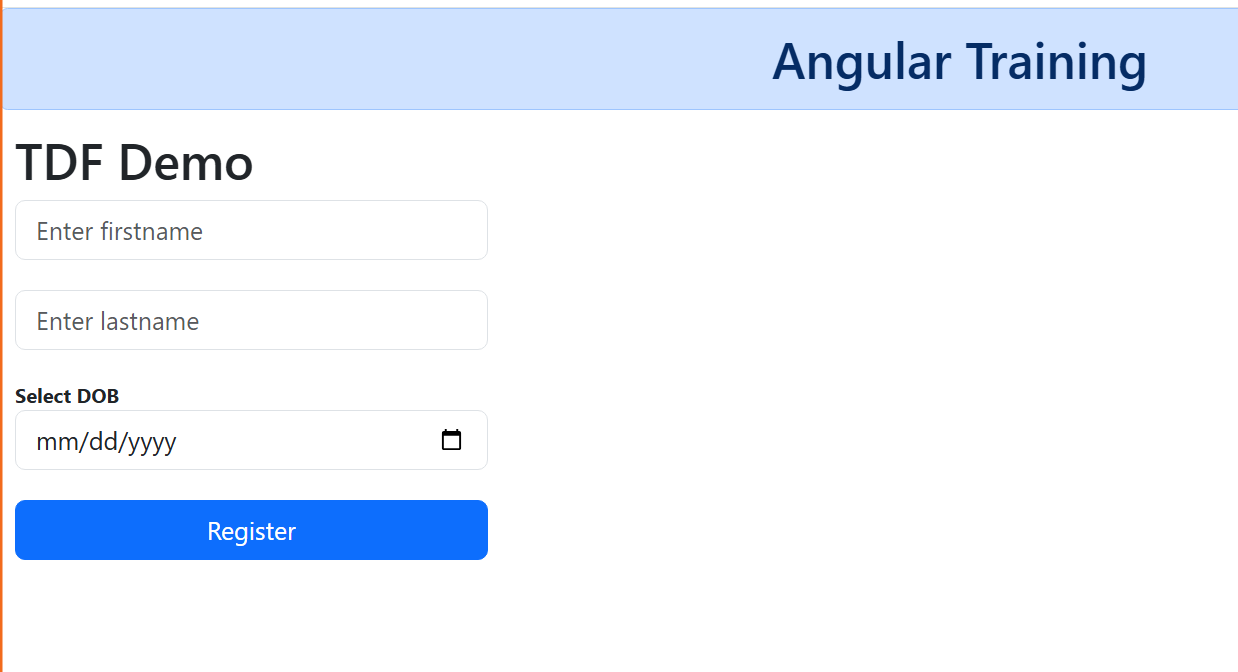 Angular Training
TDF Demo
Enter firstname
Enter lastname
Select DOB
mm/dd/yyyy
Register